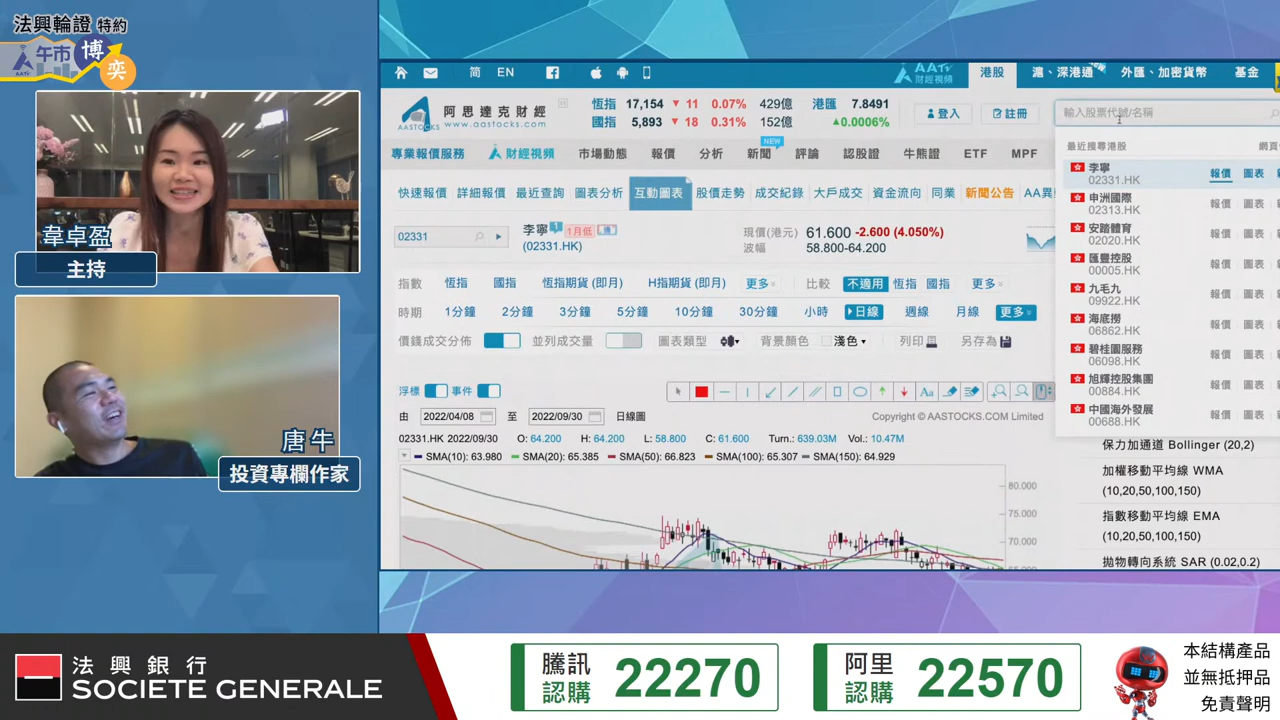 法興輪證 特約
午市
博
奕
AATV
韋卓盈
主持
唐牛
投資專欄作家
简
EN
AATV
財經視頻
港股
滬、深港通
外匯、加密貨幣
基金
AASTOCKS
阿思達克財經
www.aastocks.com
恆指 17,154 ▼ 11 0.07% 429億
國指 5,893 ▼ 18 0.31% 152億
港匯 7.8491
▲0.0006%
登入
註冊
輸入股票代號/名稱
專業報價服務
財經視頻
市場動態
報價
分析
新聞
NEW
評論
認股證
牛熊證
ETF
MPF
快速報價
詳細報價
最近查詢
圖表分析
互動圖表
股價走勢
成交紀錄
大戶成交
資金流向
同業
新聞公告
AA異
02331
李寧
1月低
(02331.HK)
現價(港元) 61.600 -2.600 (4.050%)
波幅 58.800-64.200
最近搜尋港股
李寧
02331.HK
報價 圖表
申洲國際
02313.HK
報價 圖表
安踏體育
02020.HK
報價 圖表
匯豐控股
00005.HK
報價 圖表
九毛九
09922.HK
報價 圖表
海底撈
06862.HK
報價 圖表
碧桂園服務
06098.HK
報價 圖表
旭輝控股集團
00884.HK
報價 圖表
中國海外發展
00688.HK
報價 圖表
指數 恆指 國指 恆指期貨 (即月) H指期貨 (即月) 更多
比較 不適用 恆指 國指 更多
時期 1分鐘 2分鐘 3分鐘 5分鐘 10分鐘 30分鐘 小時 日線 週線 月線 更多
價錢成交分佈
並列成交量
圖表類型
背景顏色 淺色
列印
另存為
浮標
事件
Aa
由 2022/04/08 至 2022/09/30 日線圖
Copyright © AASTOCKS.COM Limited
02331.HK 2022/09/30 O: 64.200 H: 64.200 L: 58.800 C: 61.600 Turn.: 639.03M Vol.: 10.47M
SMA(10): 63.980 SMA(20): 65.385 SMA(50): 66.823 SMA(100): 65.307 SMA(150): 64.929
80.000
75.000
70.000
保力加通道 Bollinger (20,2)
加權移動平均線 WMA
(10,20,50,100,150)
指數移動平均線 EMA
(10,20,50,100,150)
拋物轉向系統 SAR (0.02,0.2)
法興銀行
SOCIETE GENERALE
騰訊
認購
22270
阿里
認購
22570
本結構產品
並無抵押品
免責聲明